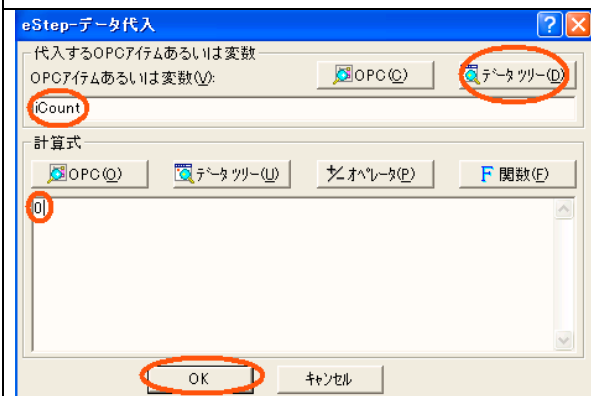 eStep-データ代入
代入するOPCアイテムあるいは変数
OPCアイテムあるいは変数(V):
OPC(C)
データ ツリー(D)
iCount
計算式
OPC(O)
データ ツリー(U)
オペレータ(P)
F 関数(F)
0
OK
キャンセル